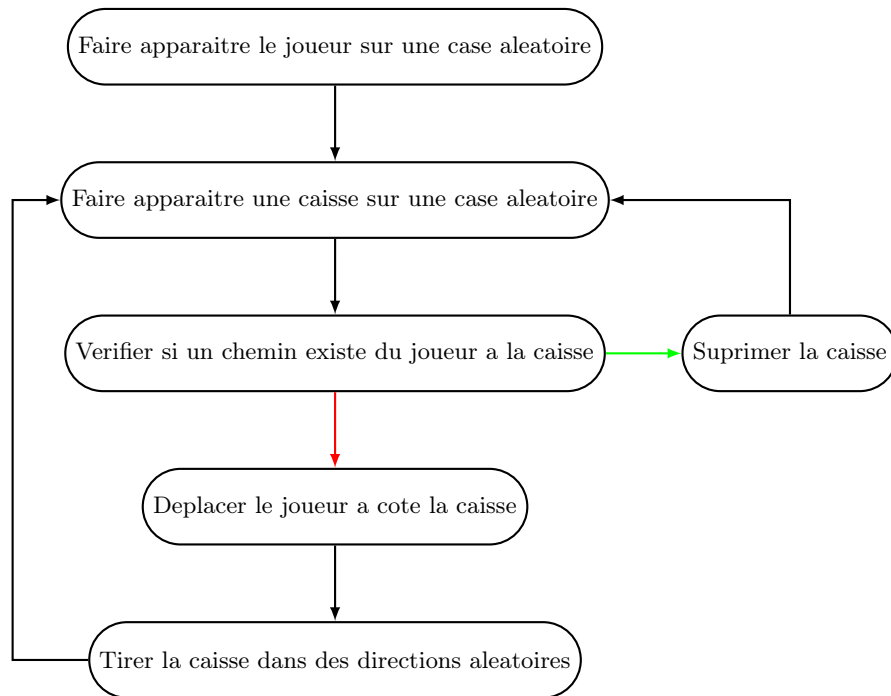 Faire apparaitre le joueur sur une case aleatoire
Faire apparaitre une caisse sur une case aleatoire
Verifier si un chemin existe du joueur a la caisse
Suprimer la caisse
Deplacer le joueur a cote la caisse
Tirer la caisse dans des directions aleatoires